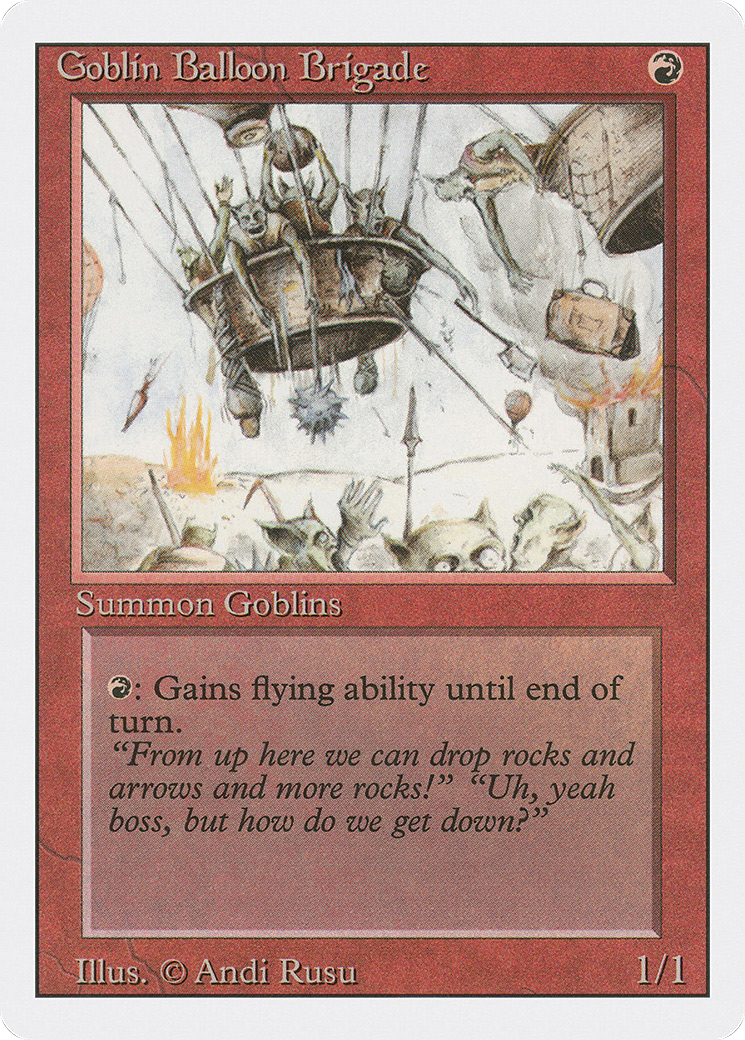 Goblin Balloon Brigade
Summon Goblins
: Gains flying ability until end of
turn.
“From up here we can drop rocks and
arrows and more rocks!” “Uh, yeah
boss, but how do we get down?”
Illus. © Andi Rusu
1/1